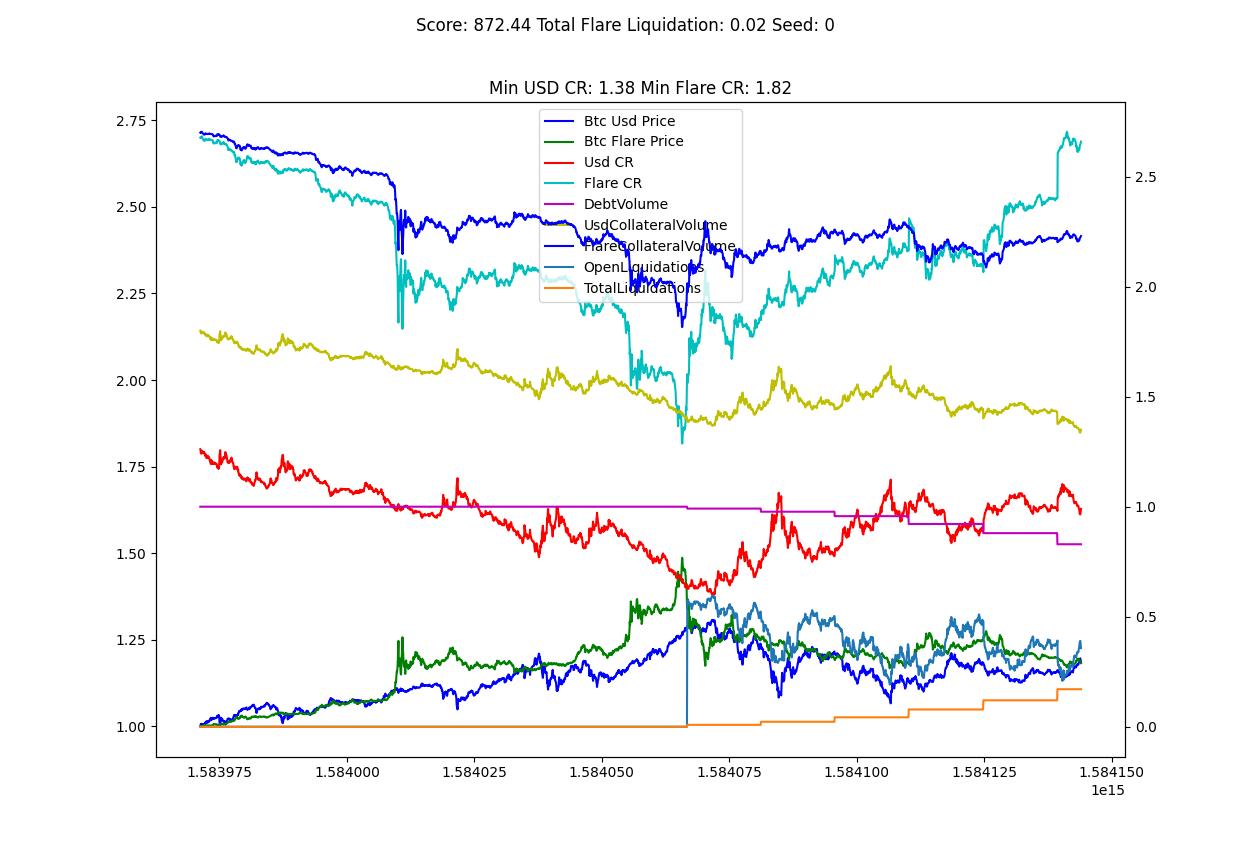 Score: 872.44 Total Flare Liquidation: 0.02 Seed: 0
Min USD CR: 1.38 Min Flare CR: 1.82
Btc Usd Price
Btc Flare Price
Usd CR
Flare CR
DebtVolume
UsdCollateralVolume
FlareCollateralVolume
OpenLiquidations
TotalLiquidations
2.75
2.50
2.25
2.00
1.75
1.50
1.25
1.00
2.5
2.0
1.5
1.0
0.5
0.0
1.583975
1.584000
1.584025
1.584050
1.584075
1.584100
1.584125
1.584150
1e15